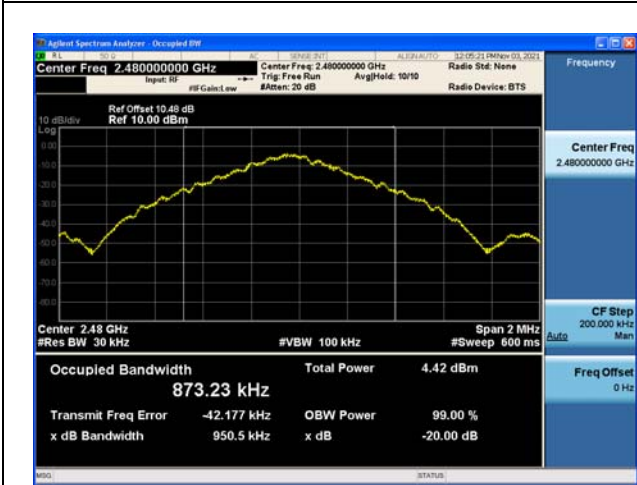 Agilent Spectrum Analyzer - Occupied BW
RL 50 Ω AC SENSE:INT ALIGN AUTO 12:05:21 PM Nov 03, 2021
Center Freq 2.480000000 GHz
Center Freq: 2.480000000 GHz
Radio Std: None
Input: RF
Trig: Free Run Avg|Hold: 10/10
#IFGain:Low
#Atten: 20 dB
Radio Device: BTS
Ref Offset 10.48 dB
10 dB/div Ref 10.00 dBm
Log
0.00
-10.0
-20.0
-30.0
-40.0
-50.0
-60.0
-70.0
-80.0
Center 2.48 GHz
Span 2 MHz
#Res BW 30 kHz
#VBW 100 kHz
#Sweep 600 ms
Occupied Bandwidth
Total Power 4.42 dBm
873.23 kHz
Transmit Freq Error -42.177 kHz
OBW Power 99.00 %
x dB Bandwidth 950.5 kHz
x dB -20.00 dB
Frequency
Center Freq
2.480000000 GHz
CF Step
200.000 kHz
Auto Man
Freq Offset
0 Hz
MSG
STATUS